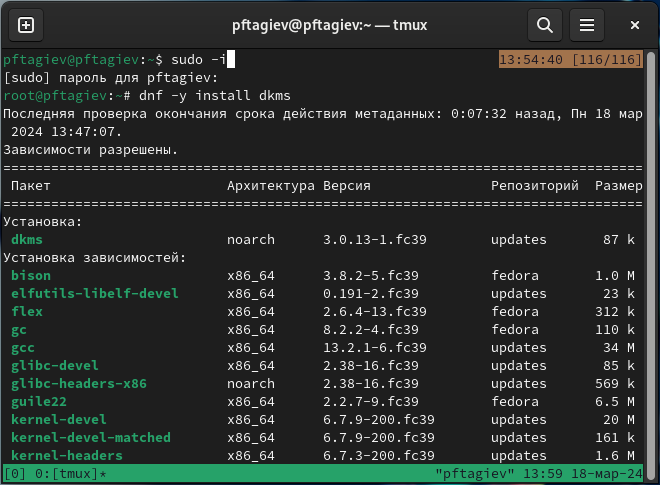 pftagiev@pftagiev:~ — tmux
pftagiev@pftagiev:~$ sudo -i 13:54:40 [116/116]
[sudo] пароль для pftagiev:
root@pftagiev:~# dnf -y install dkms
Последняя проверка окончания срока действия метаданных: 0:07:32 назад, Пн 18 мар
 2024 13:47:07.
Зависимости разрешены.
================================================================================
Пакет Архитектура Версия Репозиторий Размер
================================================================================
Установка:
dkms noarch 3.0.13-1.fc39 updates 87 k
Установка зависимостей:
bison x86_64 3.8.2-5.fc39 fedora 1.0 M
elfutils-libelf-devel x86_64 0.191-2.fc39 updates 23 k
flex x86_64 2.6.4-13.fc39 fedora 312 k
gc x86_64 8.2.2-4.fc39 fedora 110 k
gcc x86_64 13.2.1-6.fc39 updates 34 M
glibc-devel x86_64 2.38-16.fc39 updates 85 k
glibc-headers-x86 noarch 2.38-16.fc39 updates 569 k
guile22 x86_64 2.2.7-9.fc39 fedora 6.5 M
kernel-devel x86_64 6.7.9-200.fc39 updates 20 M
kernel-devel-matched x86_64 6.7.9-200.fc39 updates 161 k
kernel-headers x86_64 6.7.3-200.fc39 updates 1.6 M
[0] 0:[tmux]* "pftagiev" 13:59 18-мар-24